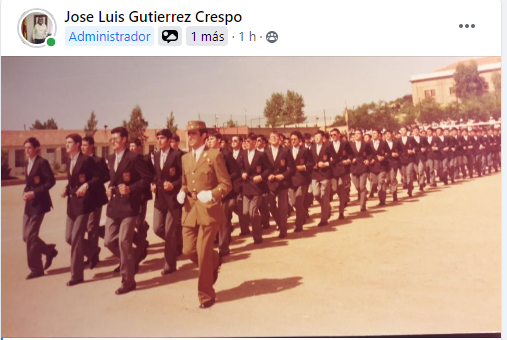 Jose Luis Gutierrez Crespo
Administrador 1 más · 1 h ·